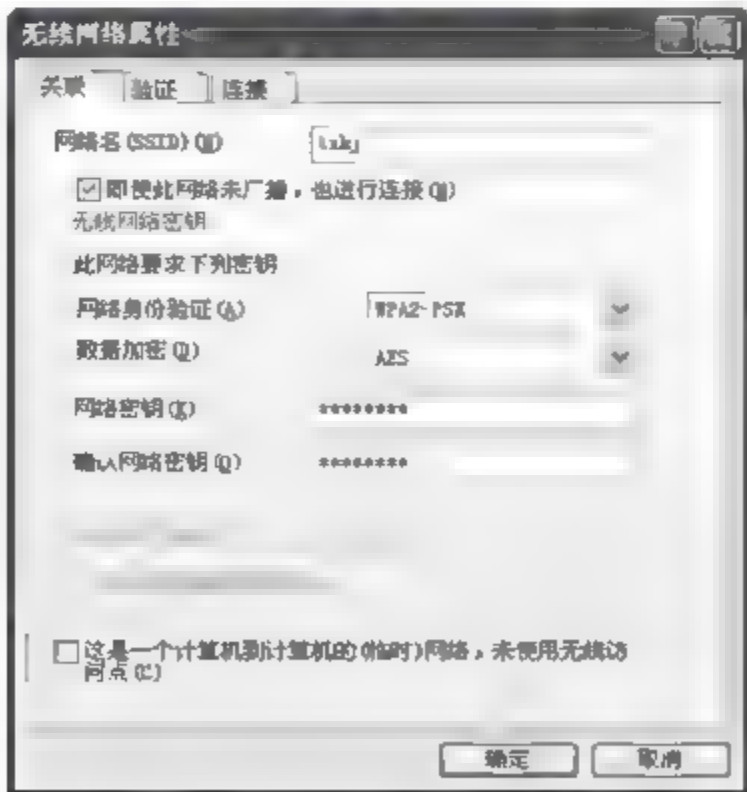 无线网络属性
关联 验证 连接
网络名(SSID)(N)
即使此网络未广播，也进行连接(M)
无线网络密钥
此网络要求下列密钥
网络身份验证(A) WPA2-PSK
数据加密(D) AES
网络密钥(K) ********
确认网络密钥(O) ********
这是一个计算机到计算机的(临时)网络，未使用无线访
问点(C)
确定 取消